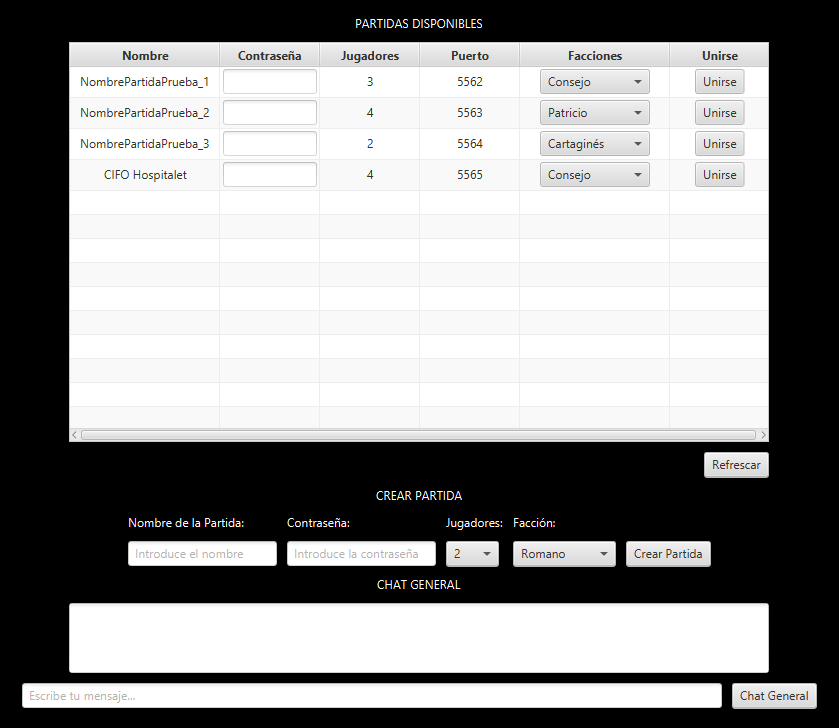 PARTIDAS DISPONIBLES
Nombre Contraseña Jugadores Puerto Facciones Unirse
NombrePartidaPrueba_1 3 5562 Consejo Unirse
NombrePartidaPrueba_2 4 5563 Patricio Unirse
NombrePartidaPrueba_3 2 5564 Cartaginés Unirse
CIFO Hospitalet 4 5565 Consejo Unirse
Refrescar
CREAR PARTIDA
Nombre de la Partida: Contraseña: Jugadores: Facción:
Introduce el nombre Introduce la contraseña 2 Romano Crear Partida
CHAT GENERAL
Escribe tu mensaje... Chat General